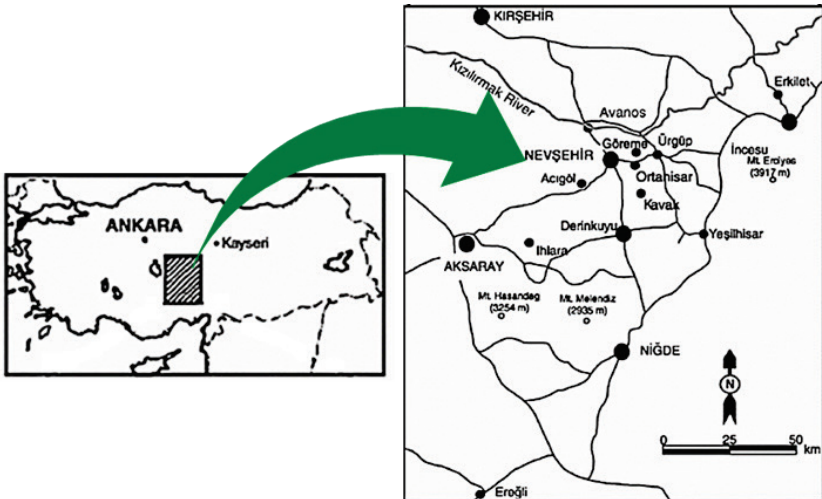 ANKARA
Kayseri
KIRŞEHİR
Kızılırmak River
Erkilet
Avanos
Göreme
Ürgüp
NEVŞEHİR
İncesu
Mt. Erciyes
(3917 m)
Ortahisar
Acıgöl
Kavak
Derinkuyu
Yeşilhisar
Ihlara
AKSARAY
Mt. Hasandag
(3254 m)
Mt. Melendiz
(2935 m)
NİĞDE
N
0 25 50
km
Eroğli